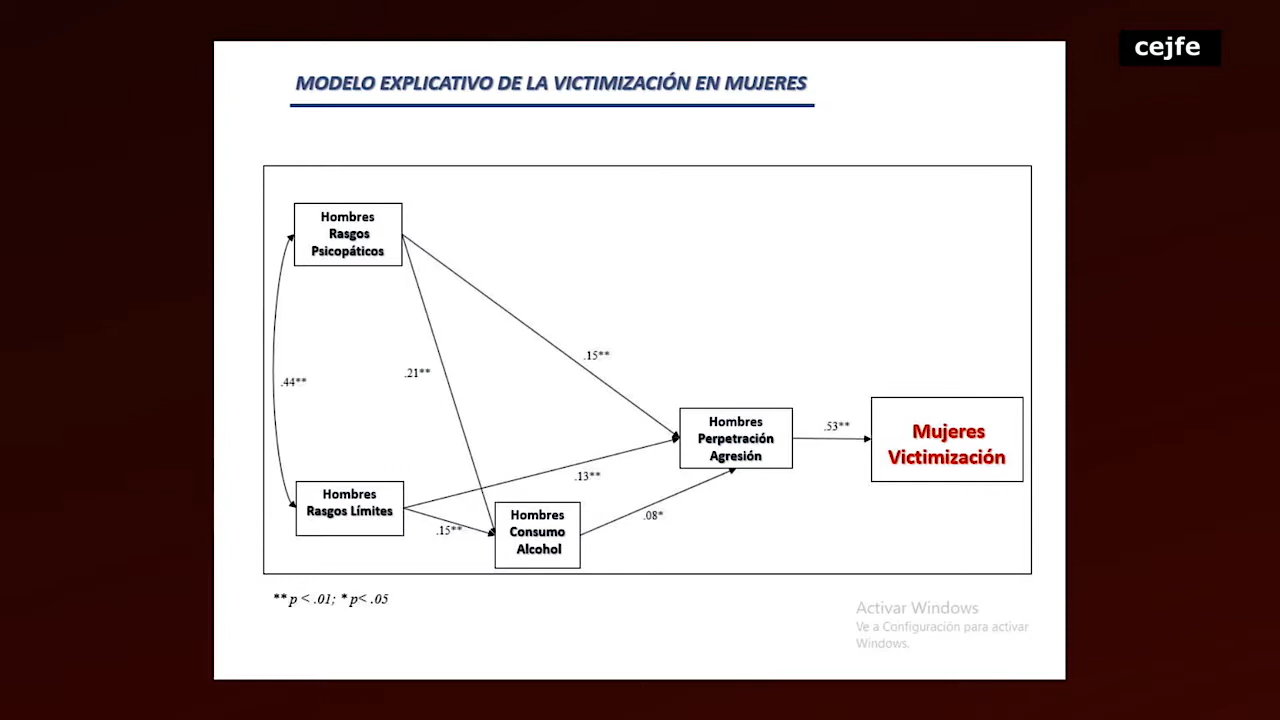 cejfe
MODELO EXPLICATIVO DE LA VICTIMIZACIÓN EN MUJERES
Hombres
Rasgos
Psicopáticos
.15**
.21**
.44**
Hombres
Perpetración
Agresión
.53**
Mujeres
Victimización
.13**
Hombres
Rasgos Límites
.15**
Hombres
Consumo
Alcohol
.08*
** p < .01; * p< .05
Activar Windows
Ve a Configuración para activar
Windows.